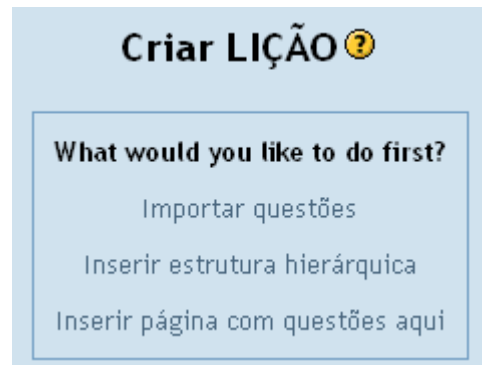 Criar LIÇÃO
What would you like to do first?
Importar questões
Inserir estrutura hierárquica
Inserir página com questões aqui